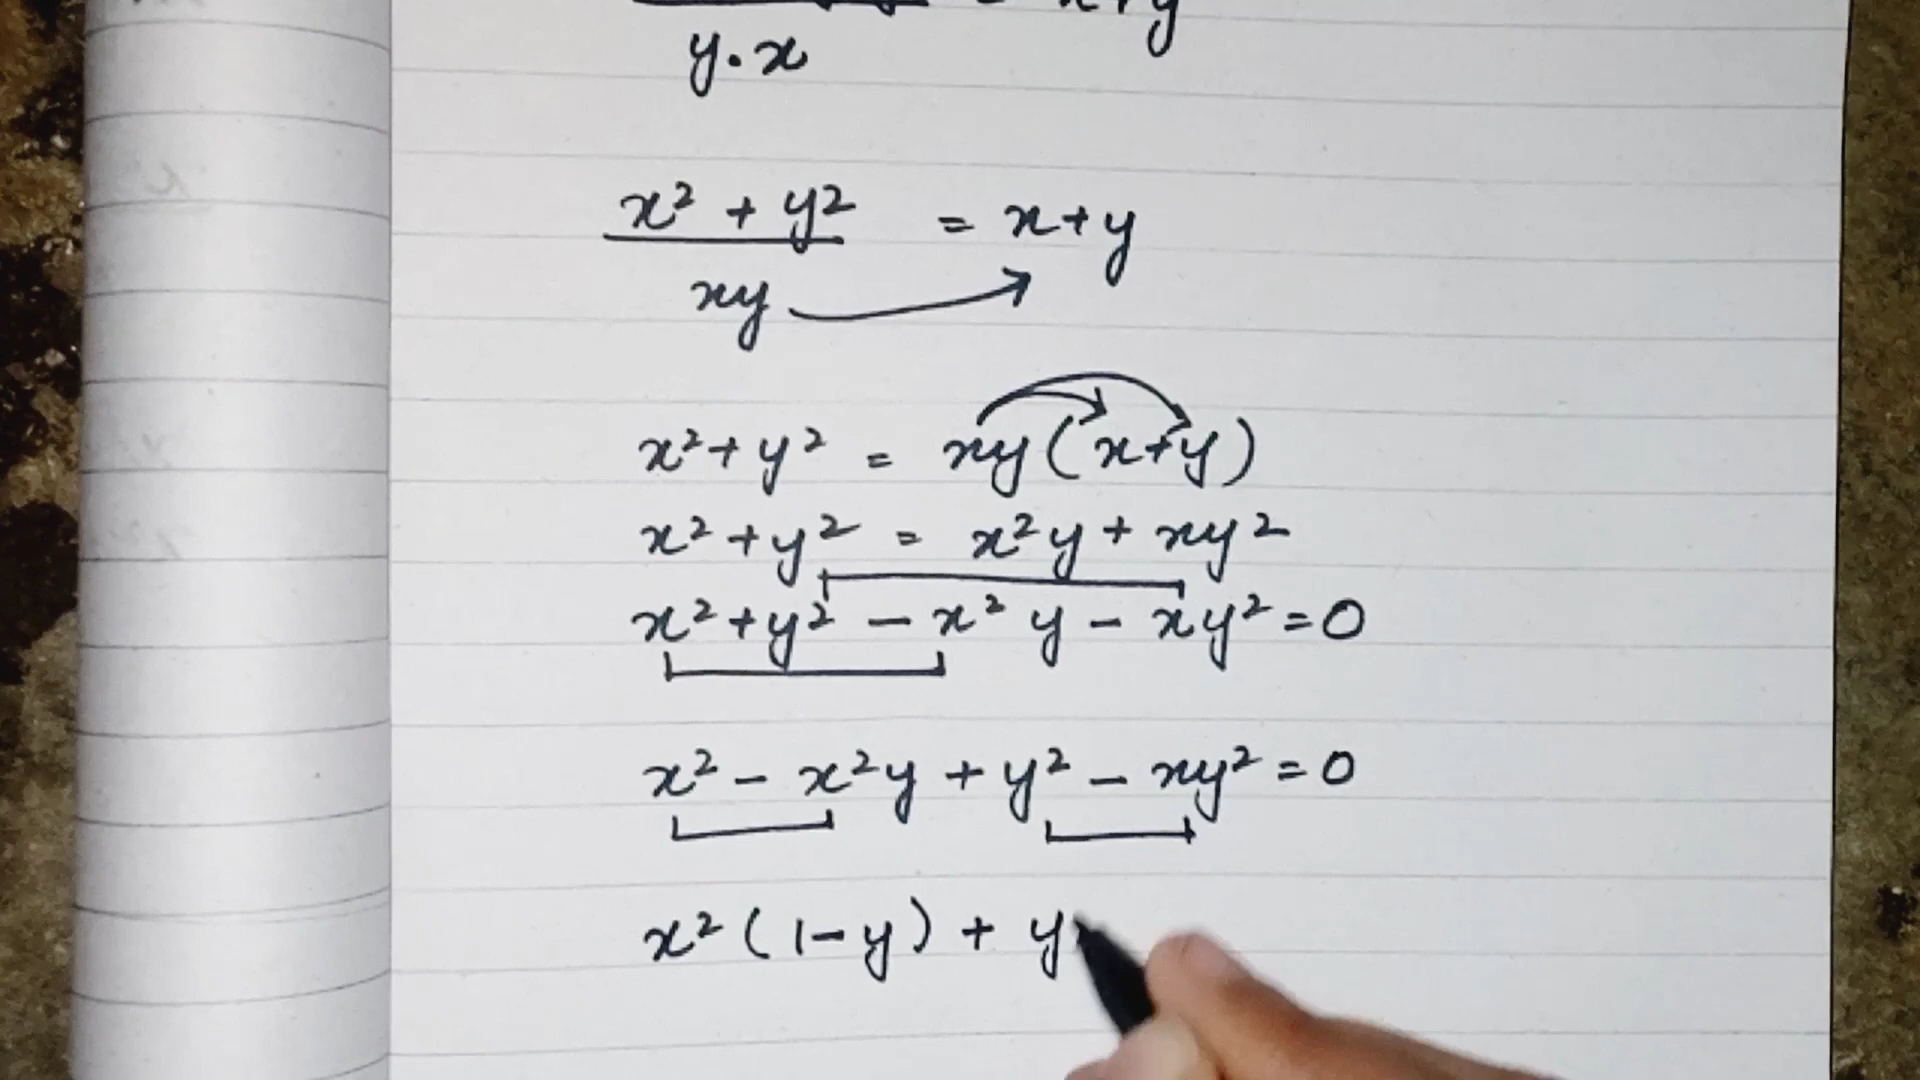 = x+y
y.x
x² + y² = x+y
xy
x²+y² = xy(x+y)
x²+y² = x²y + xy²
x²+y² - x² y - xy² = 0
x² - x²y + y² - xy² = 0
x² (1-y) + y